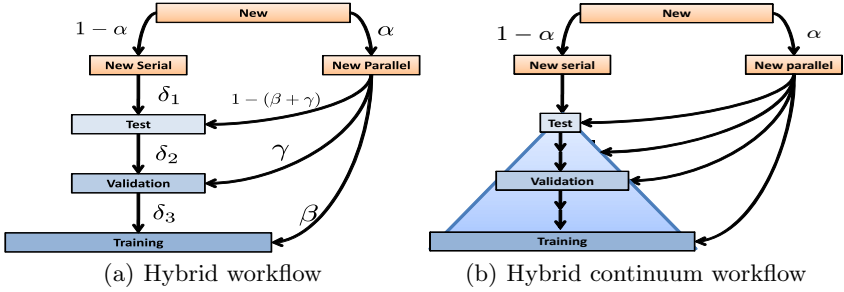 New
1 − α
α
New Serial
New Parallel
δ1
1 − (β + γ)
Test
δ2
γ
Validation
δ3
β
Training
(a) Hybrid workflow
New
1 − α
α
New serial
New parallel
Test
Validation
Training
(b) Hybrid continuum workflow